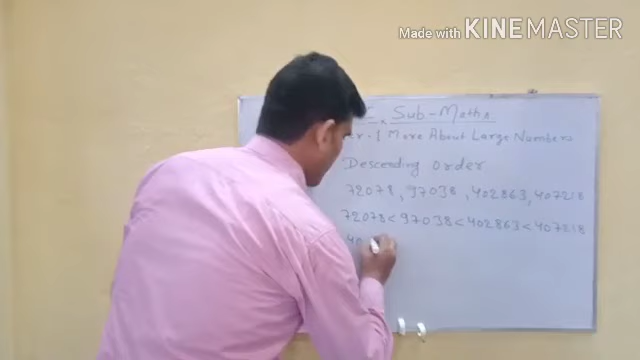 Made with KINEMASTER
Sub-Maths
1 More About Large Numbers
Descending order
72078, 97038, 402863, 407218
72078 < 97038 < 402863 < 407218
40